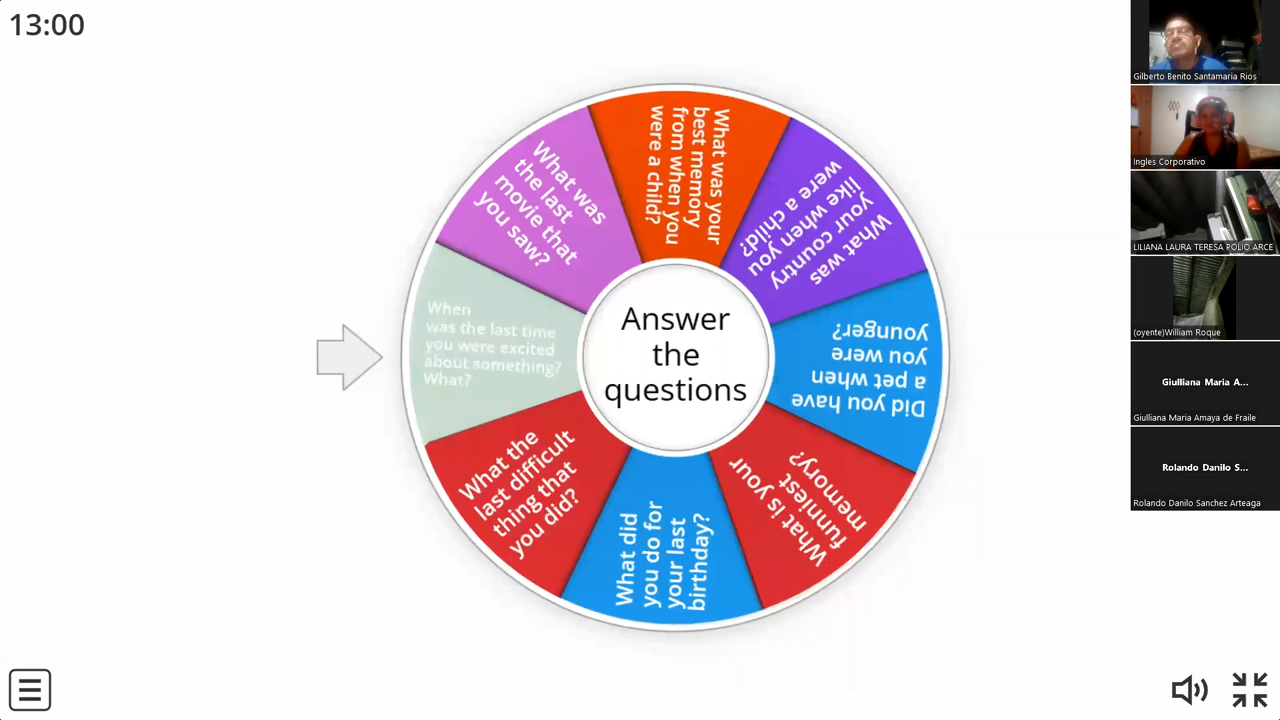 13:00
What was your
best memory
from when you
were a child?
What was
your country
like when you
were a child?
Did you have
a pet when
you were
younger?
What is your
funniest
memory?
What did
you do for
your last
birthday?
What the
last difficult
thing that
you did?
When
was the last time
you were excited
about something?
What?
What was
the last
movie that
you saw?
Answer
the
questions
Gilberto Benito Santamaria Rios
Ingles Corporativo
LILIANA LAURA TERESA POLIO ARCE
(oyente)William Roque
Giulliana Maria A...
Giulliana Maria Amaya de Fraile
Rolando Danilo S...
Rolando Danilo Sanchez Arteaga